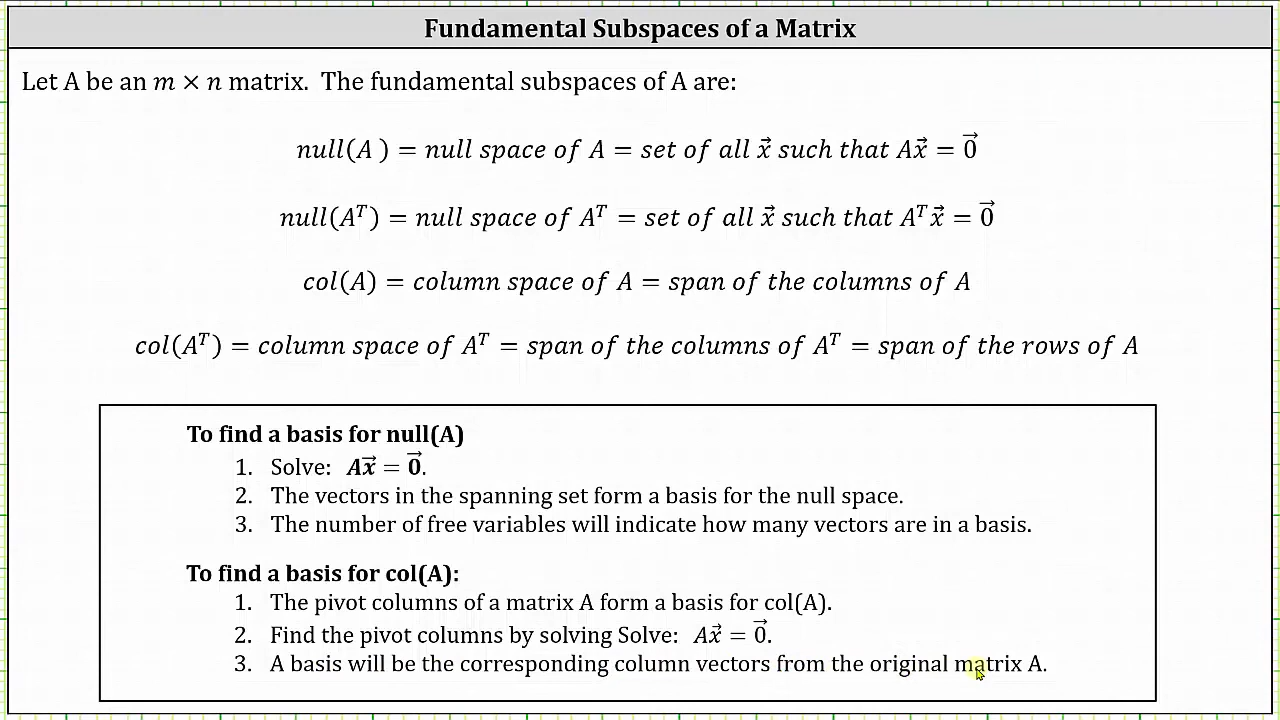 Fundamental Subspaces of a Matrix
Let A be an m × n matrix. The fundamental subspaces of A are:
null(A ) = null space of A = set of all x⃗ such that Ax⃗ = 0⃗
null(Aᵀ) = null space of Aᵀ = set of all x⃗ such that Aᵀx⃗ = 0⃗
col(A) = column space of A = span of the columns of A
col(Aᵀ) = column space of Aᵀ = span of the columns of Aᵀ = span of the rows of A
To find a basis for null(A)
1. Solve: Ax⃗ = 0⃗.
2. The vectors in the spanning set form a basis for the null space.
3. The number of free variables will indicate how many vectors are in a basis.
To find a basis for col(A):
1. The pivot columns of a matrix A form a basis for col(A).
2. Find the pivot columns by solving Solve: Ax⃗ = 0⃗.
3. A basis will be the corresponding column vectors from the original matrix A.